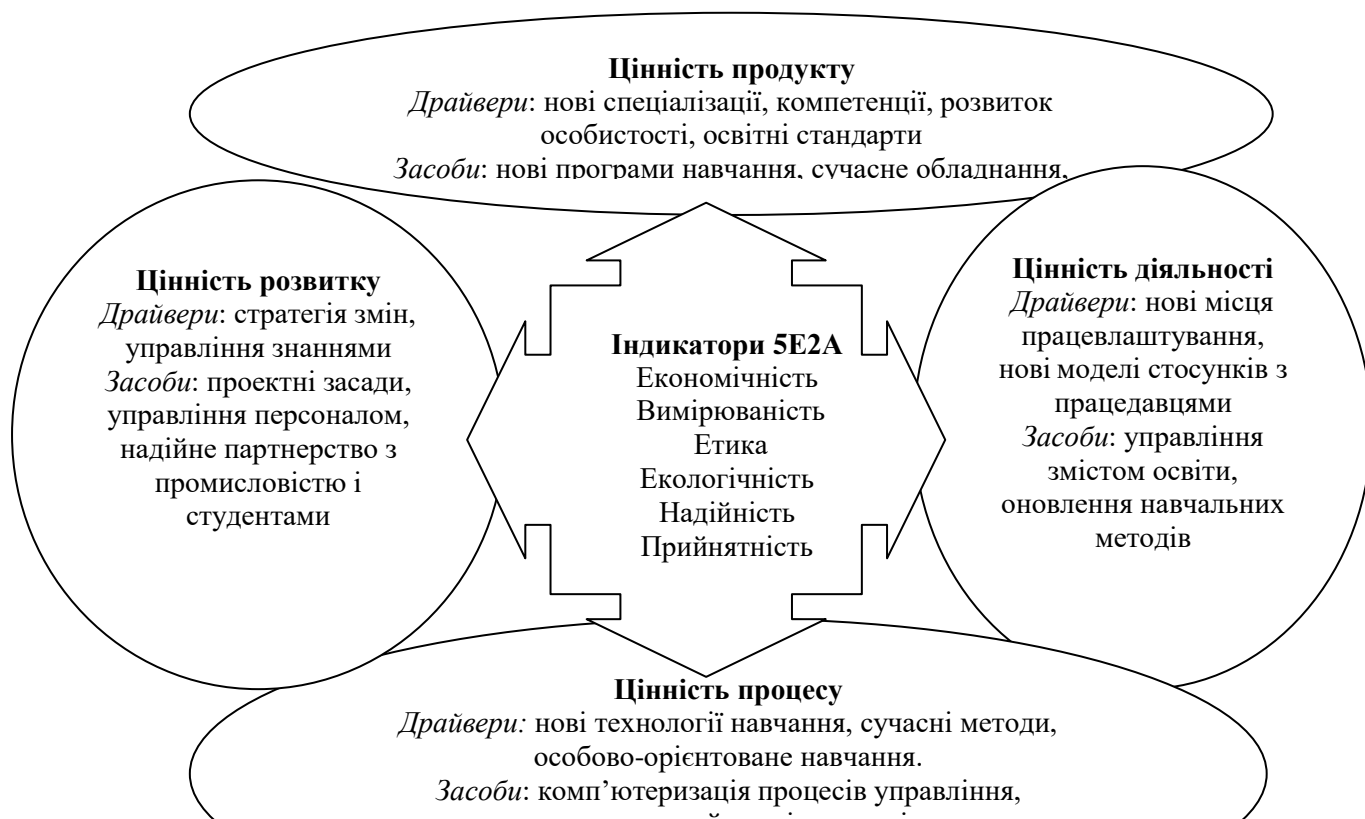 Цінність продукту
Драйвери: нові спеціалізації, компетенції, розвиток
особистості, освітні стандарти
Засоби: нові програми навчання, сучасне обладнання,
Цінність розвитку
Драйвери: стратегія змін,
управління знаннями
Засоби: проектні засади,
управління персоналом,
надійне партнерство з
промисловістю і
студентами
Індикатори 5Е2А
Економічність
Вимірюваність
Етика
Екологічність
Надійність
Прийнятність
Цінність діяльності
Драйвери: нові місця
працевлаштування,
нові моделі стосунків з
працедавцями
Засоби: управління
змістом освіти,
оновлення навчальних
методів
Цінність процесу
Драйвери: нові технології навчання, сучасні методи,
особово-орієнтоване навчання.
Засоби: комп’ютеризація процесів управління,